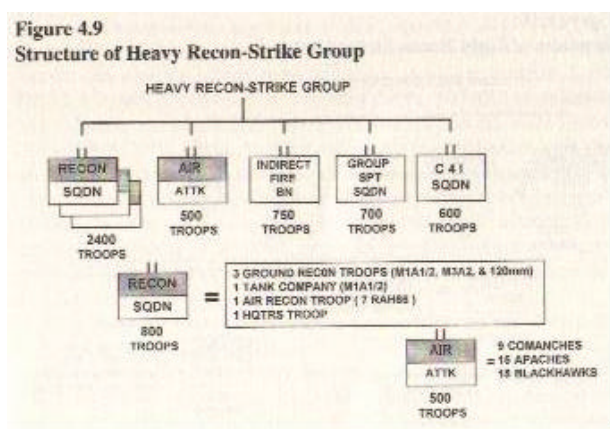 Figure 4.9
Structure of Heavy Recon-Strike Group
HEAVY RECON-STRIKE GROUP
RECON
SQDN
2400
TROOPS
AIR
ATTK
500
TROOPS
INDIRECT
FIRE
BN
750
TROOPS
GROUP
SPT
SQDN
700
TROOPS
C 4 I
SQDN
600
TROOPS
RECON
SQDN
800
TROOPS
=
3 GROUND RECON TROOPS (M1A1/2, M3A2, & 120mm)
1 TANK COMPANY (M1A1/2)
1 AIR RECON TROOP ( 7 RAH66 )
1 HQTRS TROOP
AIR
ATTK
500
TROOPS
9 COMANCHES
= 15 APACHES
18 BLACKHAWKS